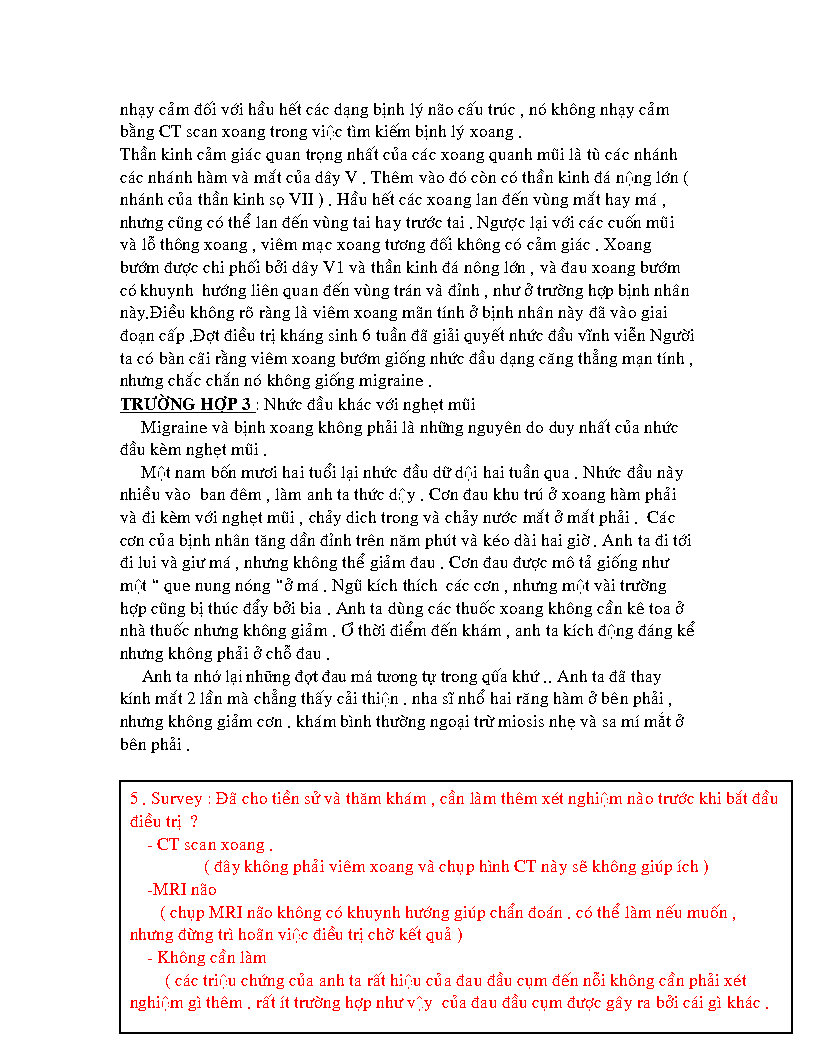 nhạy cảm đối với hầu hết các dạng bịnh lý não cấu trúc , nó không nhạy cảm
bằng CT scan xoang trong việc tìm kiếm bịnh lý xoang .
Thần kinh cảm giác quan trọng nhất của các xoang quanh mũi là tù các nhánh
các nhánh hàm và mắt của dây V . Thêm vào đó còn có thần kinh đá nộng lớn (
nhánh của thần kinh sọ VII ) . Hầu hết các xoang lan đến vùng mắt hay má ,
nhưng cũng có thể lan đến vùng tai hay trước tai . Ngược lại với các cuốn mũi
và lỗ thông xoang , viêm mạc xoang tương đối không có cảm giác . Xoang
bướm được chi phối bởi dây V1 và thần kinh đá nông lớn , và đau xoang bướm
có khuynh hướng liên quan đến vùng trán và đỉnh , như ở trường hợp bịnh nhân
này.Điều không rõ ràng là viêm xoang mãn tính ở bịnh nhân này đã vào giai
đoạn cấp .Đợt điều trị kháng sinh 6 tuần đã giải quyết nhức đầu vĩnh viễn Người
ta có bàn cãi rằng viêm xoang bướm giống nhức đầu dạng căng thẳng mạn tính ,
nhưng chắc chắn nó không giống migraine .
TRƯỜNG HỢP 3 : Nhức đầu khác với nghẹt mũi
Migraine và bịnh xoang không phải là những nguyên do duy nhất của nhức
đầu kèm nghẹt mũi .
Một nam bốn mươi hai tuổi lại nhức đầu dữ dội hai tuần qua . Nhức đầu này
nhiều vào ban đêm , làm anh ta thức dậy . Cơn đau khu trú ở xoang hàm phải
và đi kèm với nghẹt mũi , chảy dich trong và chảy nước mắt ở mắt phải . Các
cơn của bịnh nhân tăng dần đỉnh trên năm phút và kéo dài hai giờ . Anh ta đi tới
đi lui và giư má , nhưng không thể giảm đau . Cơn đau được mô tả giống như
một “ que nung nóng “ở má . Ngũ kích thích các cơn , nhưng một vài trường
hợp cũng bị thúc đẩy bởi bia . Anh ta dùng các thuốc xoang không cần kê toa ở
nhà thuốc nhưng không giảm . Ơ thời điểm đến khám , anh ta kích động đáng kể
nhưng không phải ở chỗ đau .
Anh ta nhớ lại những đợt đau má tương tự trong qúa khứ .. Anh ta đã thay
kính mắt 2 lần mà chẳng thấy cải thiện . nha sĩ nhổ hai răng hàm ở bên phải ,
nhưng không giảm cơn . khám bình thường ngoại trừ miosis nhẹ và sa mí mắt ở
bên phải .
5 . Survey : Đã cho tiền sử và thăm khám , cần làm thêm xét nghiệm nào trước khi bắt đầu
điều trị ?
- CT scan xoang .
( đây không phải viêm xoang và chụp hình CT này sẽ không giúp ích )
-MRI não
( chụp MRI não không có khuynh hướng giúp chẩn đoán . có thể làm nếu muốn ,
nhưng đừng trì hoãn việc điều trị chờ kết quả )
- Không cần làm
( các triệu chứng của anh ta rất hiệu của đau đầu cụm đến nỗi không cần phải xét
nghiệm gì thêm . rất ít trường hợp như vậy của đau đầu cụm được gây ra bởi cái gì khác .